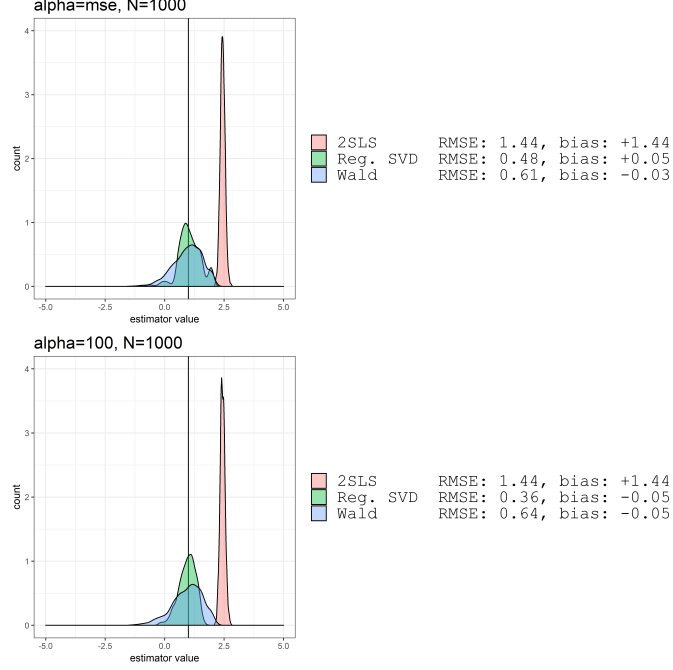 alpha=mse, N=1000
4
3
2
1
0
count
-5.0 -2.5 0.0 2.5 5.0
estimator value
2SLS RMSE: 1.44, bias: +1.44
Reg. SVD RMSE: 0.48, bias: +0.05
Wald RMSE: 0.61, bias: -0.03
alpha=100, N=1000
4
3
2
1
0
count
-5.0 -2.5 0.0 2.5 5.0
estimator value
2SLS RMSE: 1.44, bias: +1.44
Reg. SVD RMSE: 0.36, bias: -0.05
Wald RMSE: 0.64, bias: -0.05